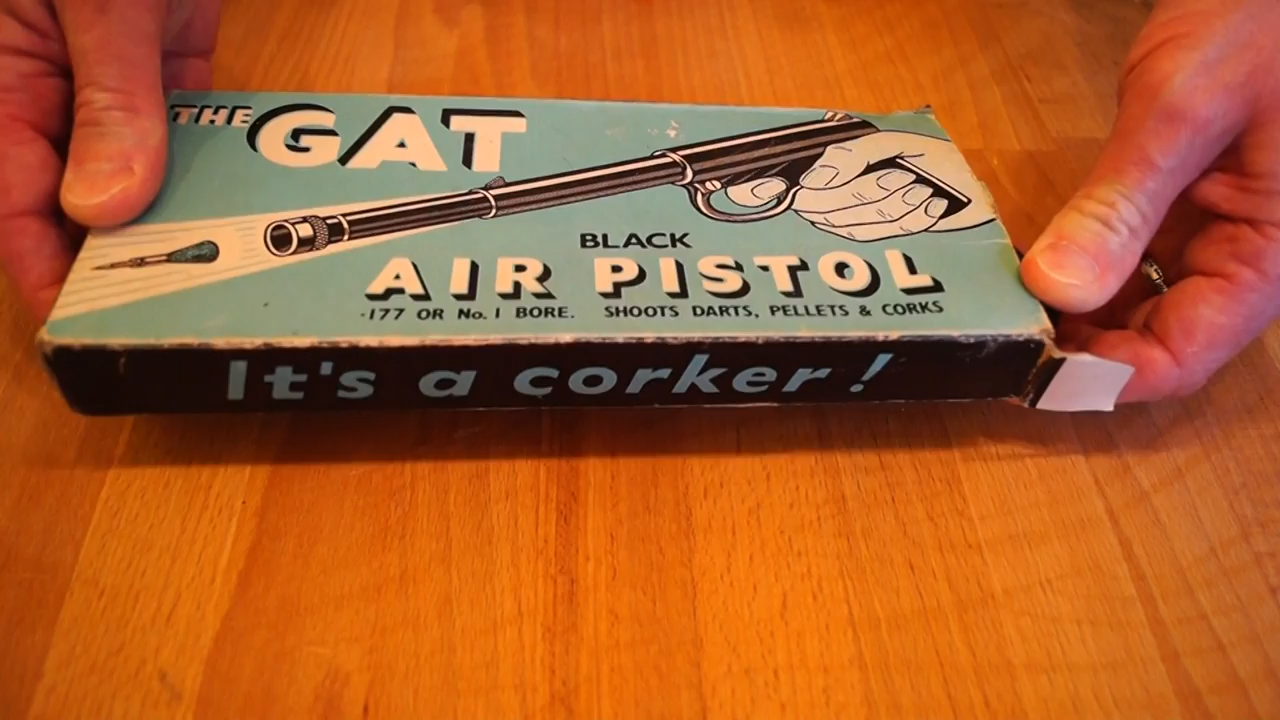 THE GAT
BLACK
AIR PISTOL
·177 OR No. 1 BORE. SHOOTS DARTS, PELLETS & CORKS
It's a corker!